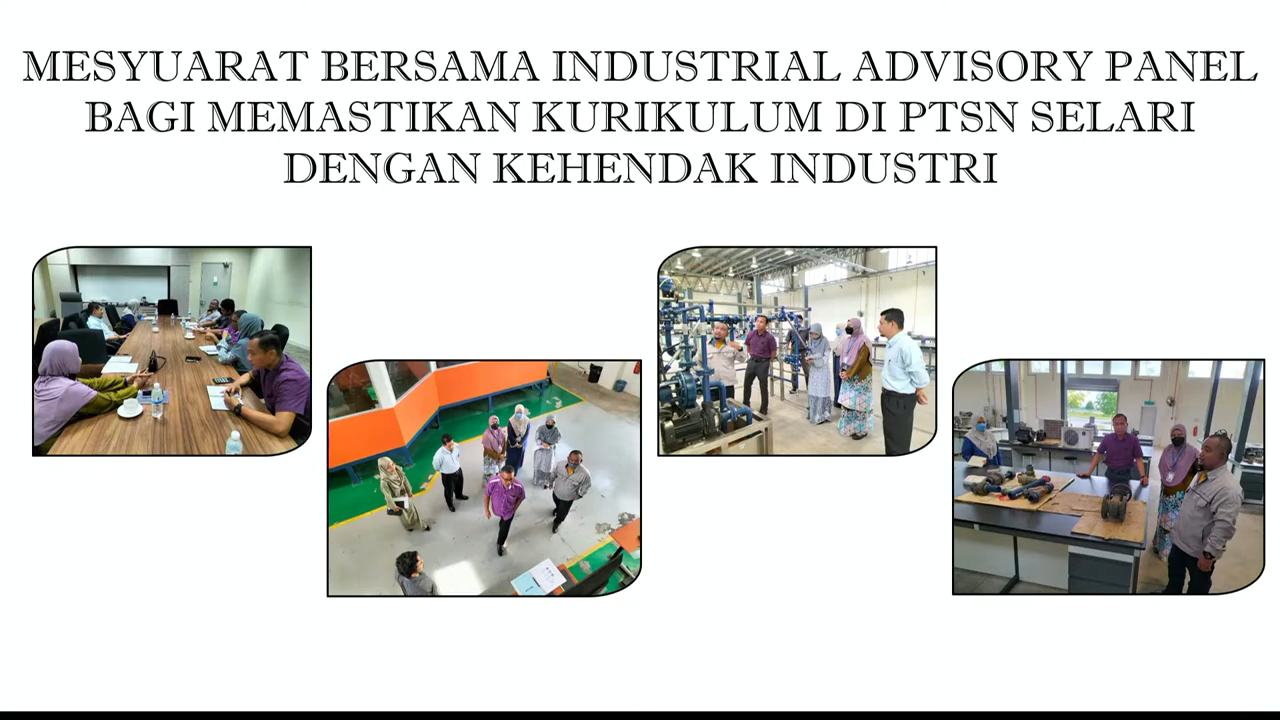 MESYUARAT BERSAMA INDUSTRIAL ADVISORY PANEL
BAGI MEMASTIKAN KURIKULUM DI PTSN SELARI
DENGAN KEHENDAK INDUSTRI